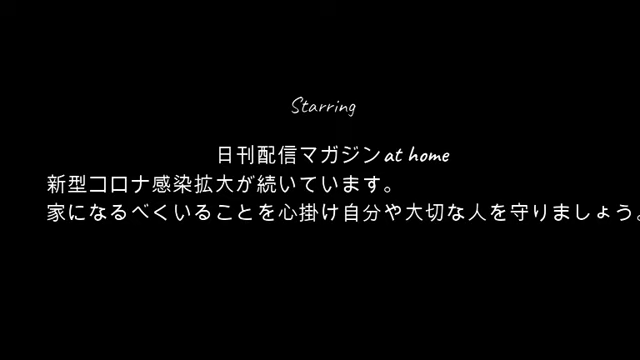 Starring
日刊配信マガジンat home
新型コロナ感染拡大が続いています。
家になるべくいることを心掛け自分や大切な人を守りましょう。